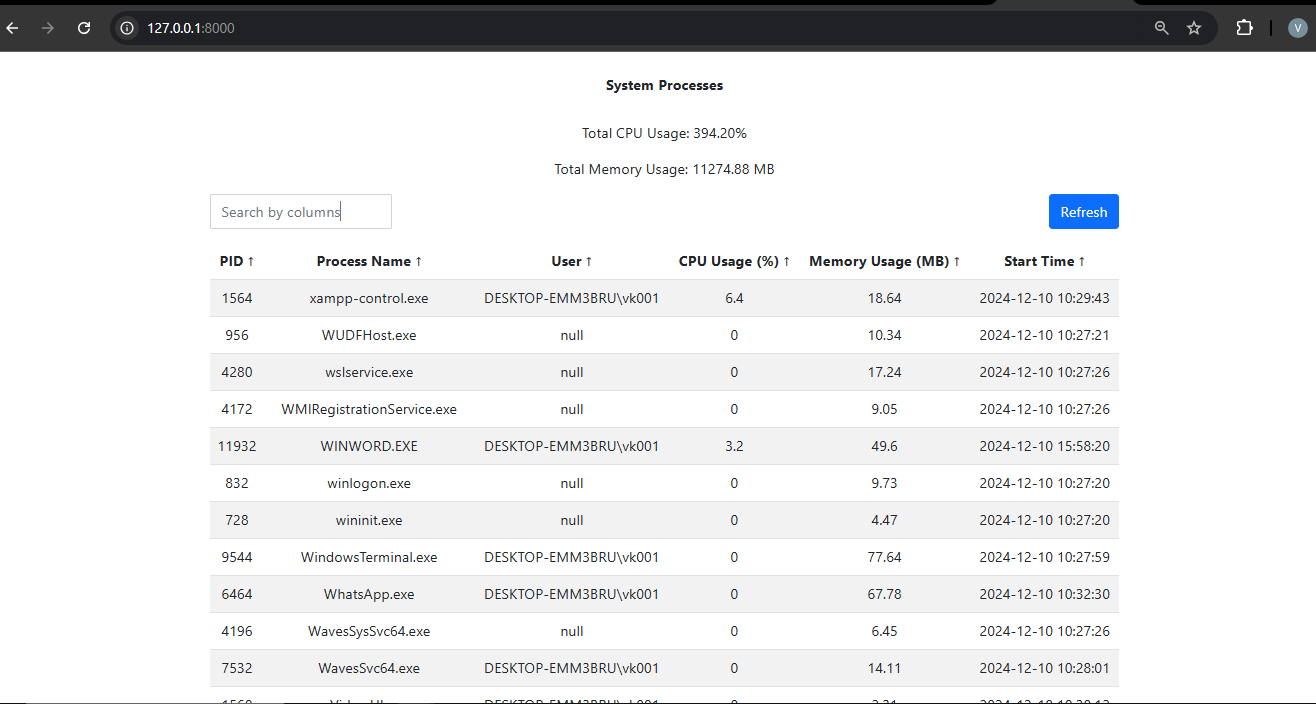 127.0.0.1:8000
V
System Processes
Total CPU Usage: 394.20%
Total Memory Usage: 11274.88 MB
Search by columns
Refresh
PID ↑ Process Name ↑ User ↑ CPU Usage (%) ↑ Memory Usage (MB) ↑ Start Time ↑
1564 xampp-control.exe DESKTOP-EMM3BRU\vk001 6.4 18.64 2024-12-10 10:29:43
956 WUDFHost.exe null 0 10.34 2024-12-10 10:27:21
4280 wslservice.exe null 0 17.24 2024-12-10 10:27:26
4172 WMIRegistrationService.exe null 0 9.05 2024-12-10 10:27:26
11932 WINWORD.EXE DESKTOP-EMM3BRU\vk001 3.2 49.6 2024-12-10 15:58:20
832 winlogon.exe null 0 9.73 2024-12-10 10:27:20
728 wininit.exe null 0 4.47 2024-12-10 10:27:20
9544 WindowsTerminal.exe DESKTOP-EMM3BRU\vk001 0 77.64 2024-12-10 10:27:59
6464 WhatsApp.exe DESKTOP-EMM3BRU\vk001 0 67.78 2024-12-10 10:32:30
4196 WavesSysSvc64.exe null 0 6.45 2024-12-10 10:27:26
7532 WavesSvc64.exe DESKTOP-EMM3BRU\vk001 0 14.11 2024-12-10 10:28:01